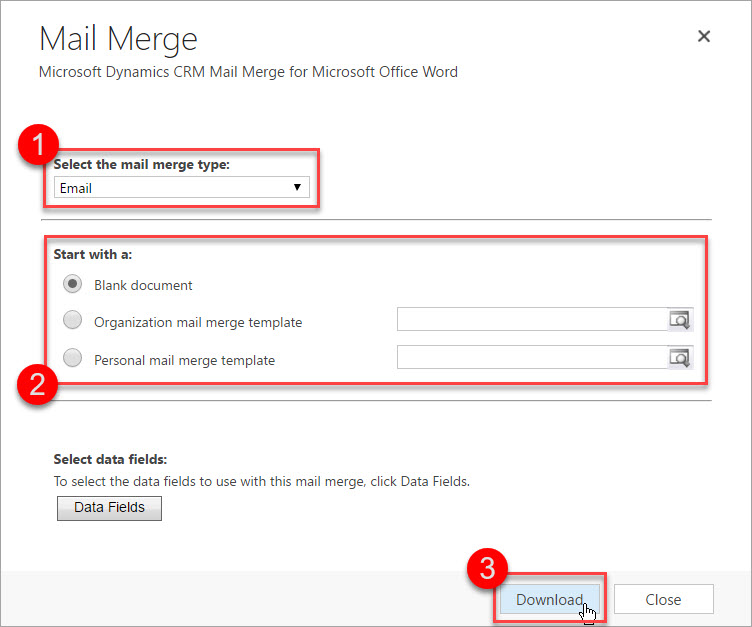 Mail Merge
Microsoft Dynamics CRM Mail Merge for Microsoft Office Word
1
Select the mail merge type:
Email
Start with a:
Blank document
Organization mail merge template
Personal mail merge template
2
Select data fields:
To select the data fields to use with this mail merge, click Data Fields.
Data Fields
3
Download
Close